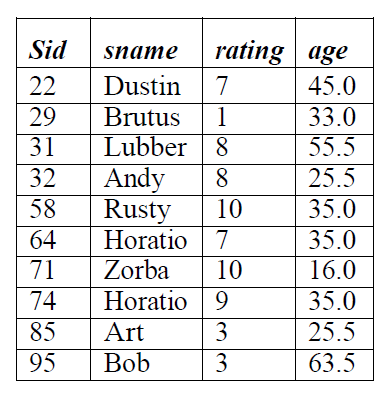 Sid sname rating age
22 Dustin 7 45.0
29 Brutus 1 33.0
31 Lubber 8 55.5
32 Andy 8 25.5
58 Rusty 10 35.0
64 Horatio 7 35.0
71 Zorba 10 16.0
74 Horatio 9 35.0
85 Art 3 25.5
95 Bob 3 63.5